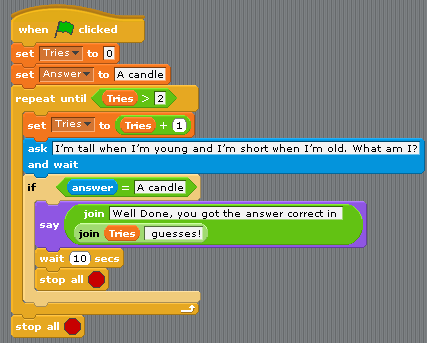 when clicked
set Tries to 0
set Answer to A candle
repeat until Tries > 2
set Tries to Tries + 1
ask I'm tall when I'm young and I'm short when I'm old. What am I?
and wait
if answer = A candle
join Well Done, you got the answer correct in
say
join Tries guesses!
wait 10 secs
stop all
stop all